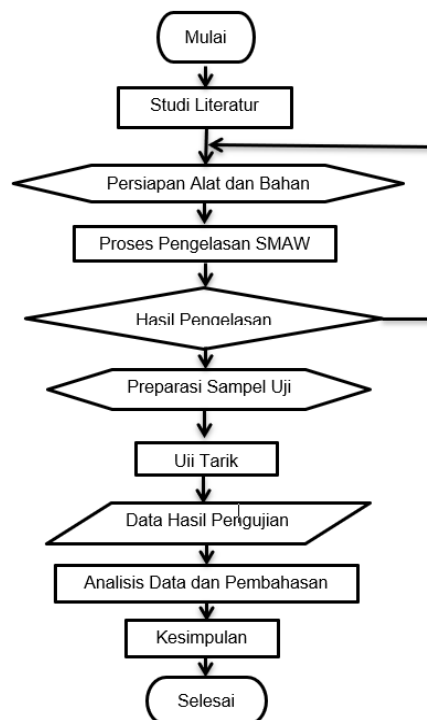 Mulai
Studi Literatur
Persiapan Alat dan Bahan
Proses Pengelasan SMAW
Hasil Pengelasan
Preparasi Sampel Uji
Uji Tarik
Data Hasil Pengujian
Analisis Data dan Pembahasan
Kesimpulan
Selesai